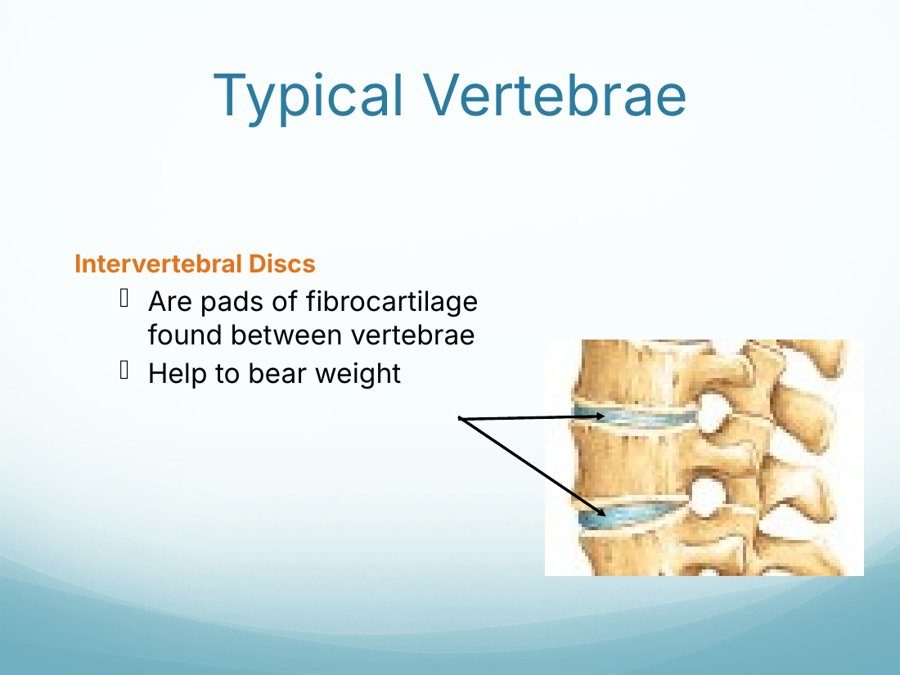 Typical Vertebrae
Intervertebral Discs
Are pads of fibrocartilage
found between vertebrae
Help to bear weight